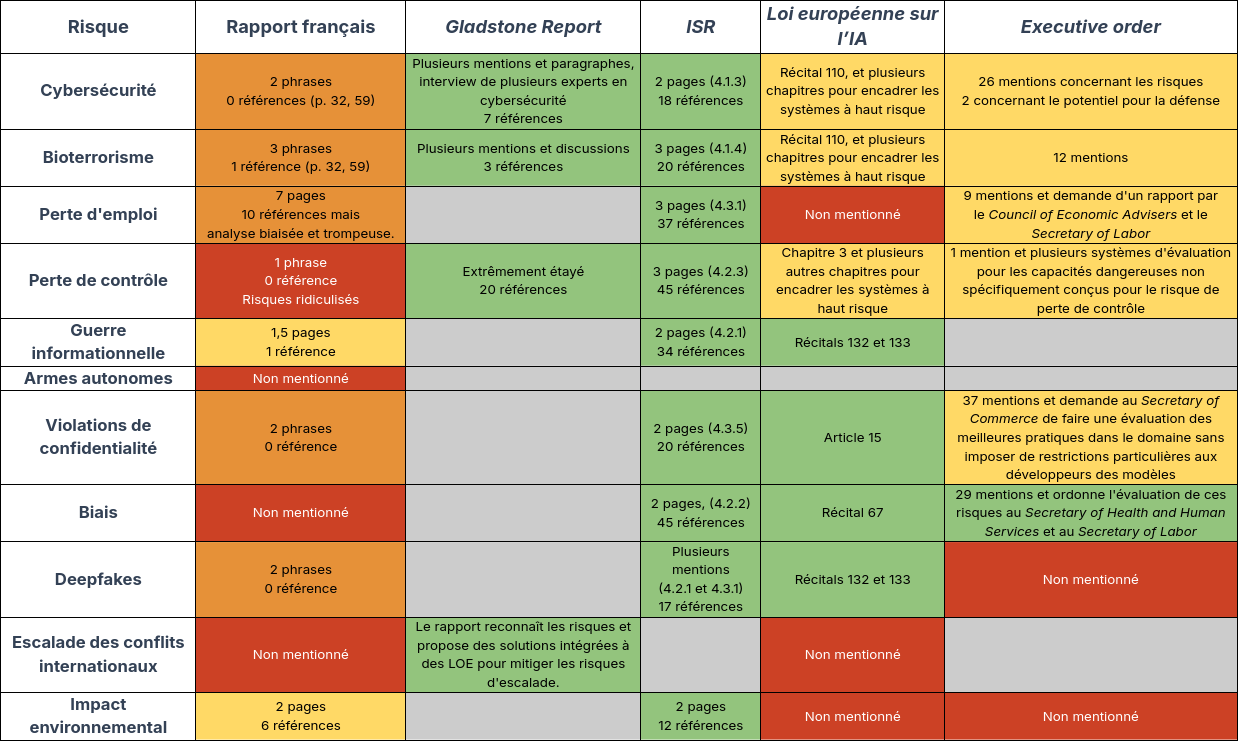 Risque
Rapport français
Gladstone Report
ISR
Loi européenne sur
l’IA
Executive order
Cybersécurité
2 phrases
0 références (p. 32, 59)
Plusieurs mentions et paragraphes,
interview de plusieurs experts en
cybersécurité
7 références
2 pages (4.1.3)
18 références
Récital 110, et plusieurs
chapitres pour encadrer les
systèmes à haut risque
26 mentions concernant les risques
2 concernant le potentiel pour la défense
Bioterrorisme
3 phrases
1 référence (p. 32, 59)
Plusieurs mentions et discussions
3 références
3 pages (4.1.4)
20 références
Récital 110, et plusieurs
chapitres pour encadrer les
systèmes à haut risque
12 mentions
Perte d'emploi
7 pages
10 références mais
analyse biaisée et trompeuse.
3 pages (4.3.1)
37 références
Non mentionné
9 mentions et demande d'un rapport par
le Council of Economic Advisers et le
Secretary of Labor
Perte de contrôle
1 phrase
0 référence
Risques ridiculisés
Extrêmement étayé
20 références
3 pages (4.2.3)
45 références
Chapitre 3 et plusieurs
autres chapitres pour
encadrer les systèmes à
haut risque
1 mention et plusieurs systèmes d'évaluation
pour les capacités dangereuses non
spécifiquement conçus pour le risque de
perte de contrôle
Guerre
informationnelle
1,5 pages
1 référence
2 pages (4.2.1)
34 références
Récitals 132 et 133
Armes autonomes
Non mentionné
Violations de
confidentialité
2 phrases
0 référence
2 pages (4.3.5)
20 références
Article 15
37 mentions et demande au Secretary of
Commerce de faire une évaluation des
meilleures pratiques dans le domaine sans
imposer de restrictions particulières aux
développeurs des modèles
Biais
Non mentionné
2 pages, (4.2.2)
45 références
Récital 67
29 mentions et ordonne l'évaluation de ces
risques au Secretary of Health and Human
Services et au Secretary of Labor
Deepfakes
2 phrases
0 référence
Plusieurs
mentions
(4.2.1 et 4.3.1)
17 références
Récitals 132 et 133
Non mentionné
Escalade des conflits
internationaux
Non mentionné
Le rapport reconnaît les risques et
propose des solutions intégrées à
des LOE pour mitiger les risques
d'escalade.
Non mentionné
Impact
environnemental
2 pages
6 références
2 pages
12 références
Non mentionné
Non mentionné